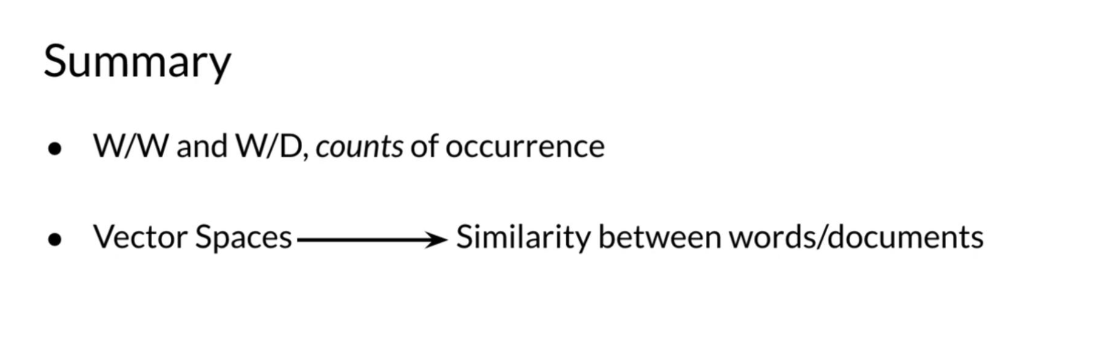 Summary
• W/W and W/D, counts of occurrence
• Vector Spaces Similarity between words/documents